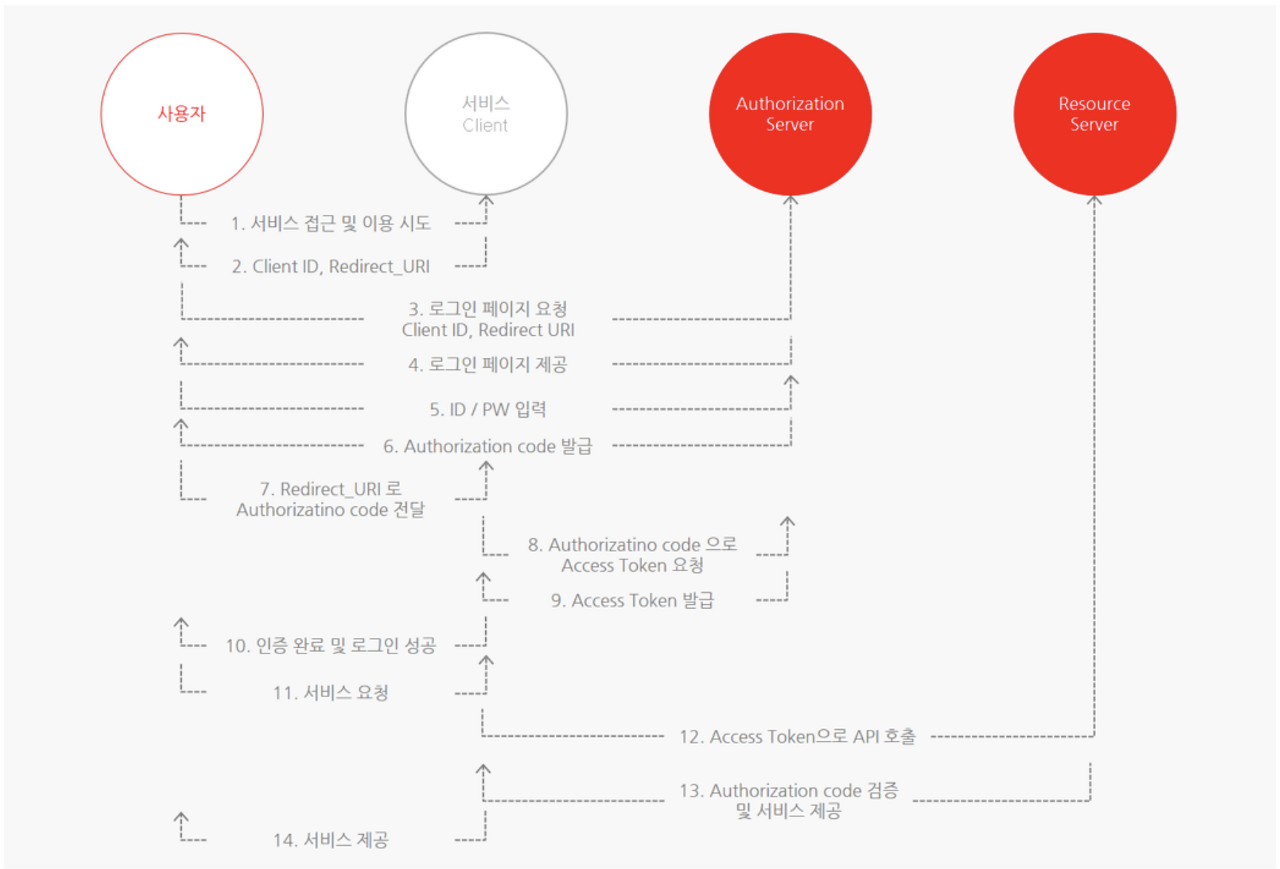 사용자
서비스
Client
Authorization
Server
Resource
Server
1. 서비스 접근 및 이용 시도
2. Client ID, Redirect_URI
3. 로그인 페이지 요청
Client ID, Redirect URI
4. 로그인 페이지 제공
5. ID / PW 입력
6. Authorization code 발급
7. Redirect_URI 로
Authorizatino code 전달
8. Authorizatino code 으로
Access Token 요청
9. Access Token 발급
10. 인증 완료 및 로그인 성공
11. 서비스 요청
12. Access Token으로 API 호출
13. Authorization code 검증
및 서비스 제공
14. 서비스 제공